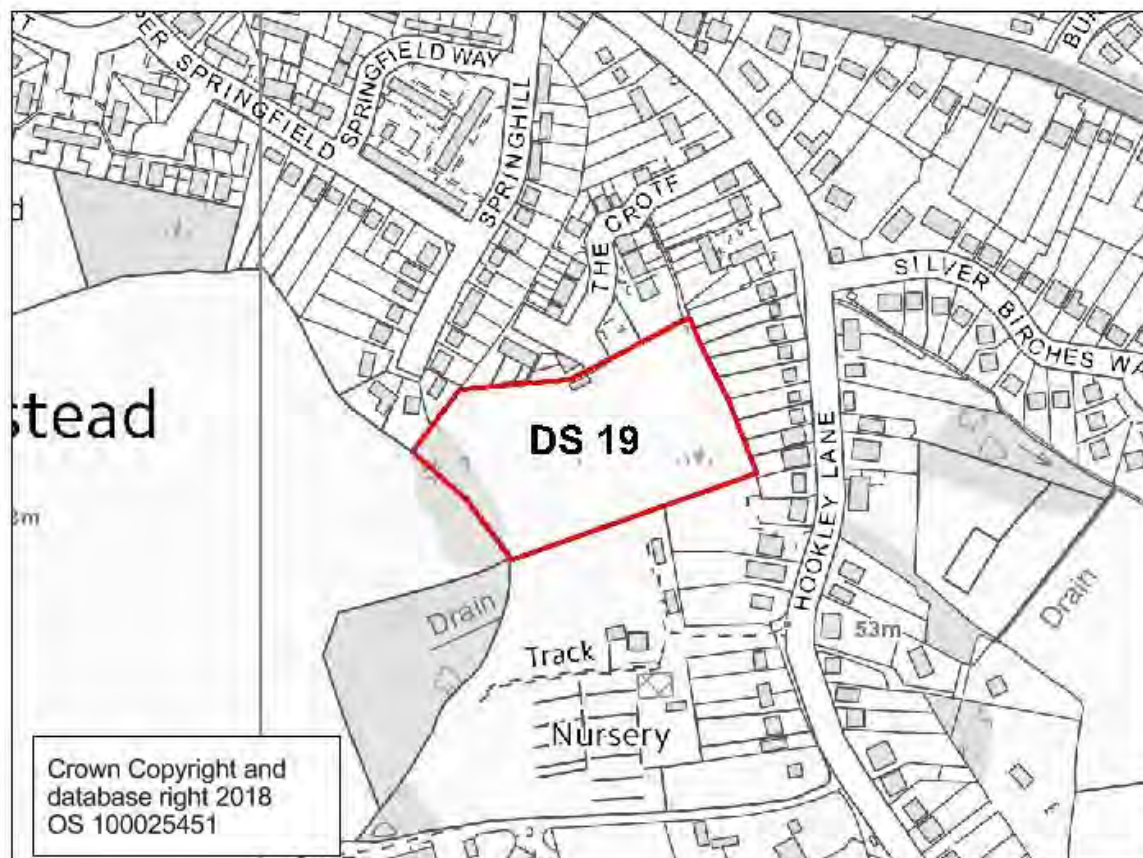 SPRINGFIELD WAY
SPRINGFIELD
SPRINGHILL
THE CROTF
SILVER BIRCHES WA
stead
DS 19
HOOKLEY LANE
53m
Drain
Drain
Track
Nursery
Crown Copyright and
database right 2018
OS 100025451